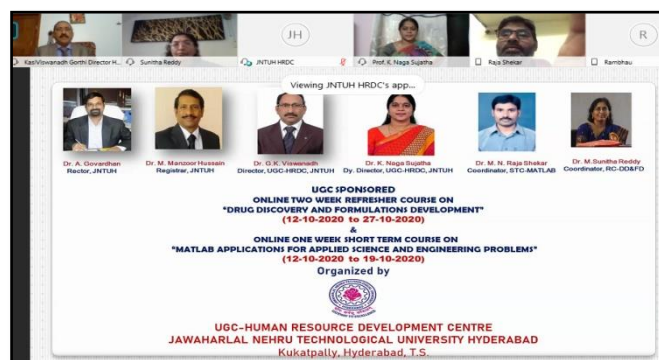 JH
R
KasiViswanadh Gorthi Director H...
Sunitha Reddy
JNTUH HRDC
Prof. K. Naga Sujatha
Raja Shekar
Rambhau
Viewing JNTUH HRDC's app...
Dr. A. Govardhan
Rector, JNTUH
Dr. M. Manzoor Hussain
Registrar, JNTUH
Dr. G.K. Viswanadh
Director, UGC-HRDC, JNTUH
Dr. K. Naga Sujatha
Dy. Director, UGC-HRDC, JNTUH
Dr. M. N. Raja Shekar
Coordinator, STC-MATLAB
Dr. M.Sunitha Reddy
Coordinator, RC-DD&FD
UGC SPONSORED
ONLINE TWO WEEK REFRESHER COURSE ON
"DRUG DISCOVERY AND FORMULATIONS DEVELOPMENT"
(12-10-2020 to 27-10-2020)
&
ONLINE ONE WEEK SHORT TERM COURSE ON
"MATLAB APPLICATIONS FOR APPLIED SCIENCE AND ENGINEERING PROBLEMS"
(12-10-2020 to 19-10-2020)
Organized by
UGC-HUMAN RESOURCE DEVELOPMENT CENTRE
JAWAHARLAL NEHRU TECHNOLOGICAL UNIVERSITY HYDERABAD
Kukatpally, Hyderabad, T.S.